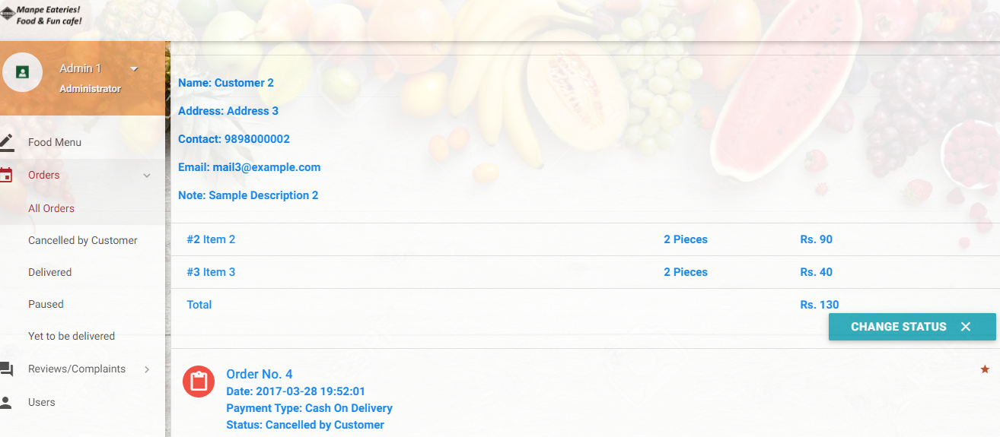 Manpe Eateries!
Food & Fun cafe!
Admin 1
Administrator
Food Menu
Orders
All Orders
Cancelled by Customer
Delivered
Paused
Yet to be delivered
Reviews/Complaints
Users
Name: Customer 2
Address: Address 3
Contact: 9898000002
Email: mail3@example.com
Note: Sample Description 2
#2 Item 2 2 Pieces Rs. 90
#3 Item 3 2 Pieces Rs. 40
Total Rs. 130
CHANGE STATUS
Order No. 4
Date: 2017-03-28 19:52:01
Payment Type: Cash On Delivery
Status: Cancelled by Customer